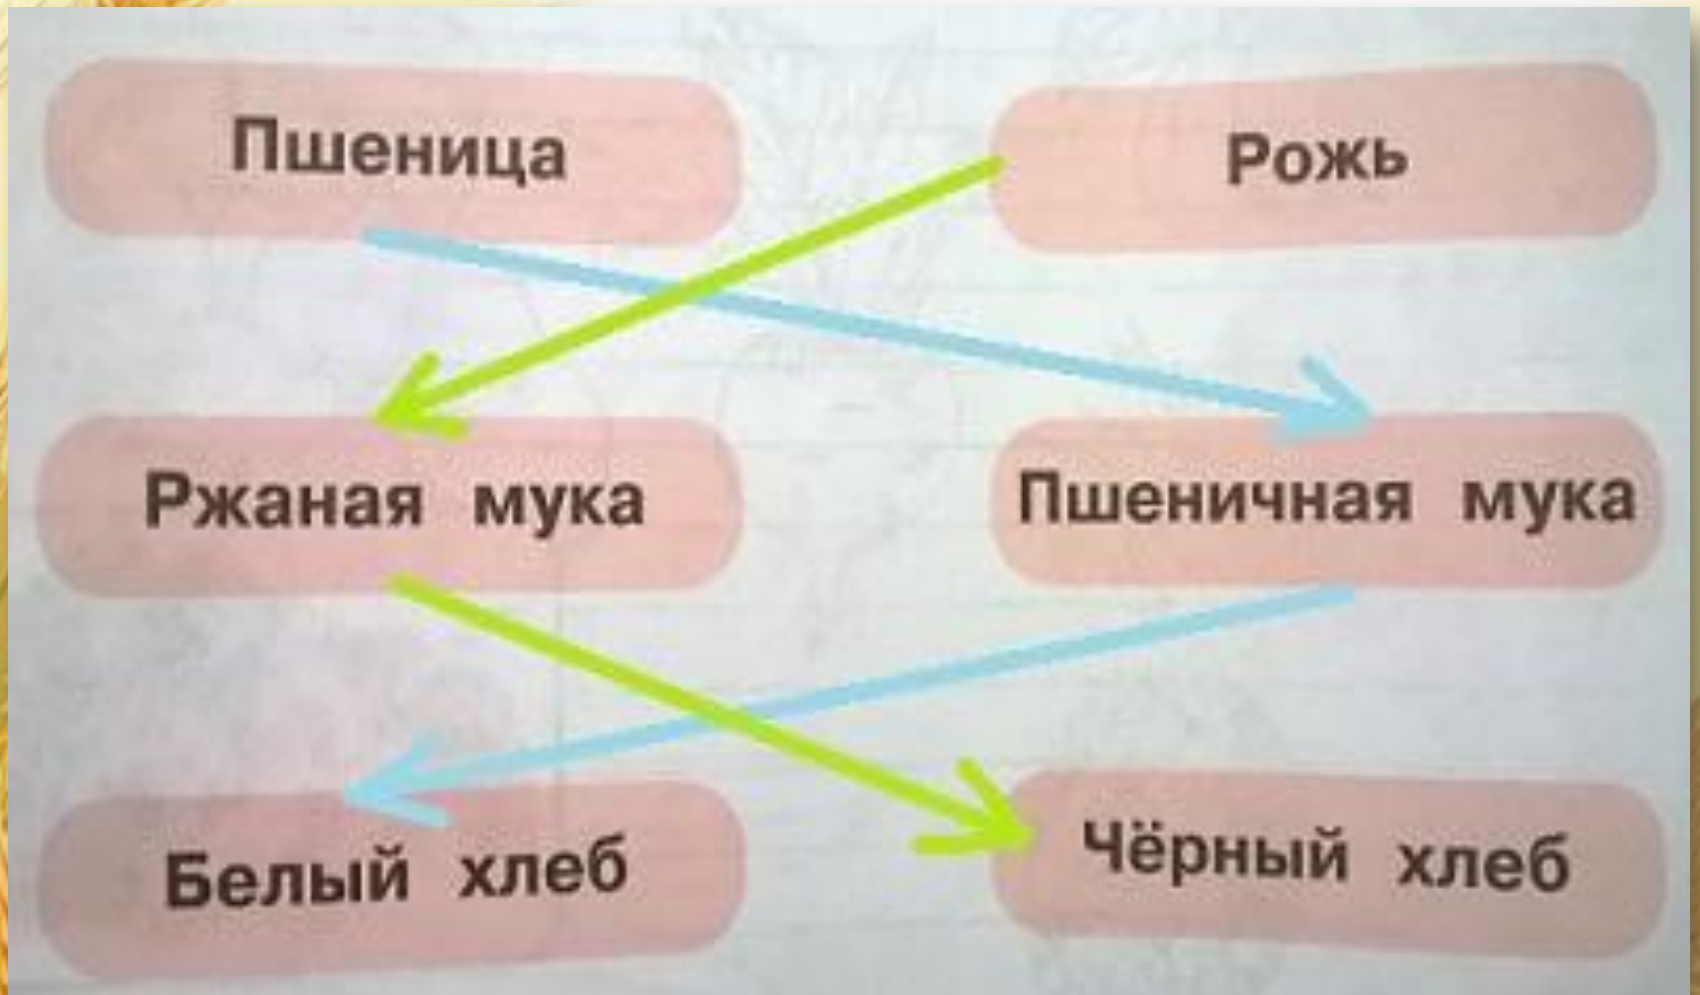 Пшеница
Рожь
Ржаная мука
Пшеничная мука
Белый хлеб
Чёрный хлеб